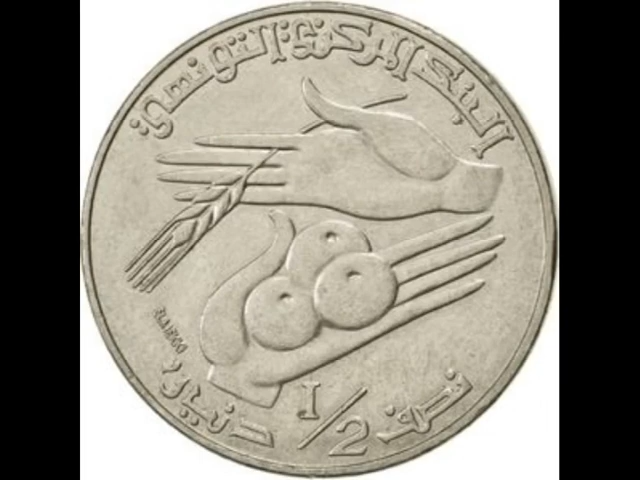 البنك المركزي التونسي
نصف 1/2 دينار